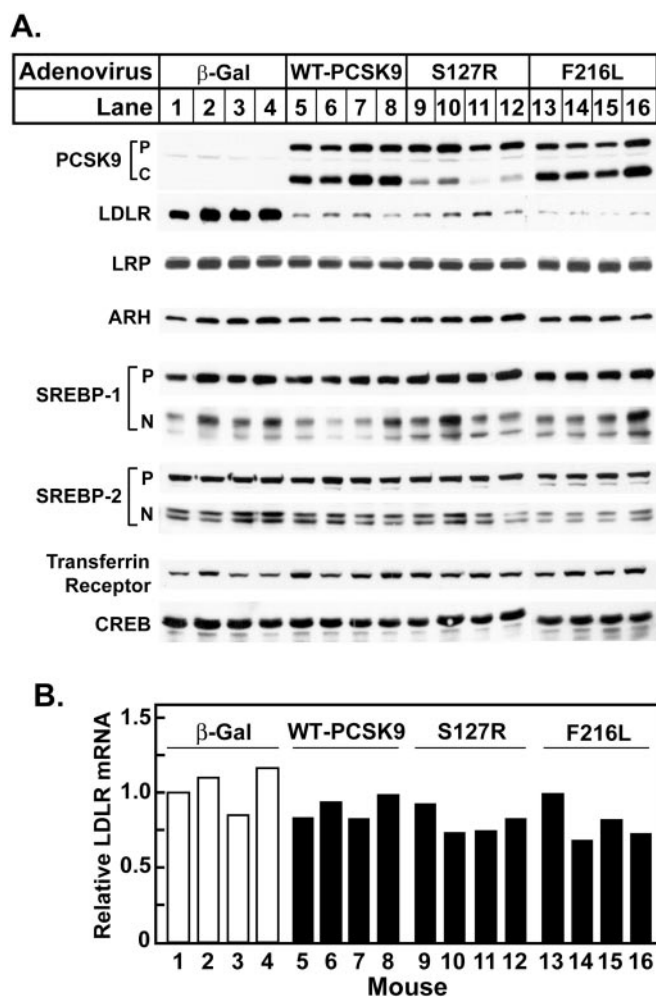 A.
Adenovirus β-Gal WT-PCSK9 S127R F216L
Lane 1 2 3 4 5 6 7 8 9 10 11 12 13 14 15 16
PCSK9 P
C
LDLR
LRP
ARH
SREBP-1 P
N
SREBP-2 P
N
Transferrin
Receptor
CREB
B.
Relative LDLR mRNA
1.5
1.0
0.5
0
β-Gal WT-PCSK9 S127R F216L
1 2 3 4 5 6 7 8 9 10 11 12 13 14 15 16
Mouse